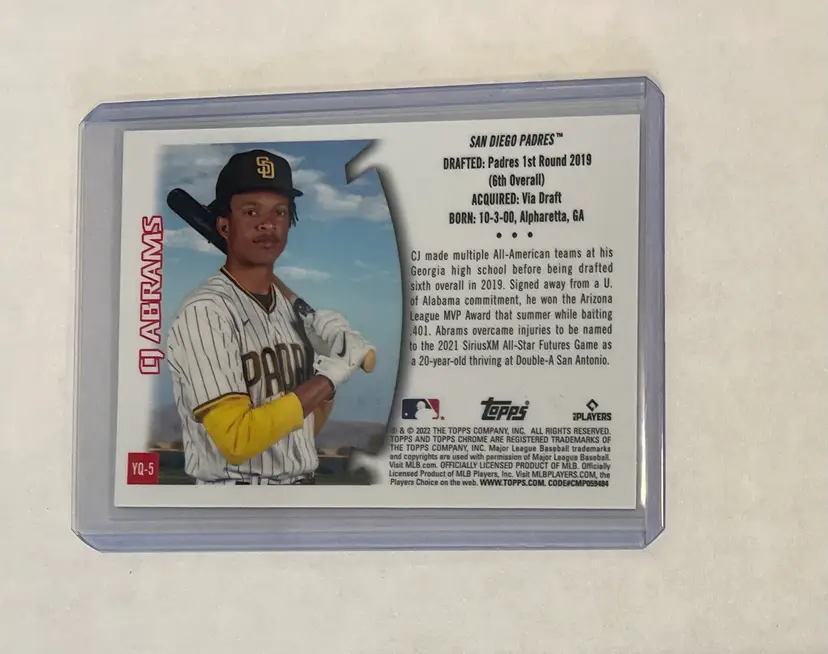 SD
PADR
CJ ABRAMS
YQ-5
SAN DIEGO PADRES™
DRAFTED: Padres 1st Round 2019
(6th Overall)
ACQUIRED: Via Draft
BORN: 10-3-00, Alpharetta, GA
• • •
CJ made multiple All-American teams at his
Georgia high school before being drafted
sixth overall in 2019. Signed away from a U.
of Alabama commitment, he won the Arizona
League MVP Award that summer while batting
.401. Abrams overcame injuries to be named
to the 2021 SiriusXM All-Star Futures Game as
a 20-year-old thriving at Double-A San Antonio.
Topps
PLAYERS
® & © 2022 THE TOPPS COMPANY, INC. ALL RIGHTS RESERVED.
TOPPS AND TOPPS CHROME ARE REGISTERED TRADEMARKS OF
THE TOPPS COMPANY, INC. Major League Baseball trademarks
and copyrights are used with permission of Major League Baseball.
Visit MLB.com. OFFICIALLY LICENSED PRODUCT OF MLB. Officially
Licensed Product of MLB Players, Inc. Visit MLBPLAYERS.COM, the
Players Choice on the web. WWW.TOPPS.COM. CODE#CMP059484